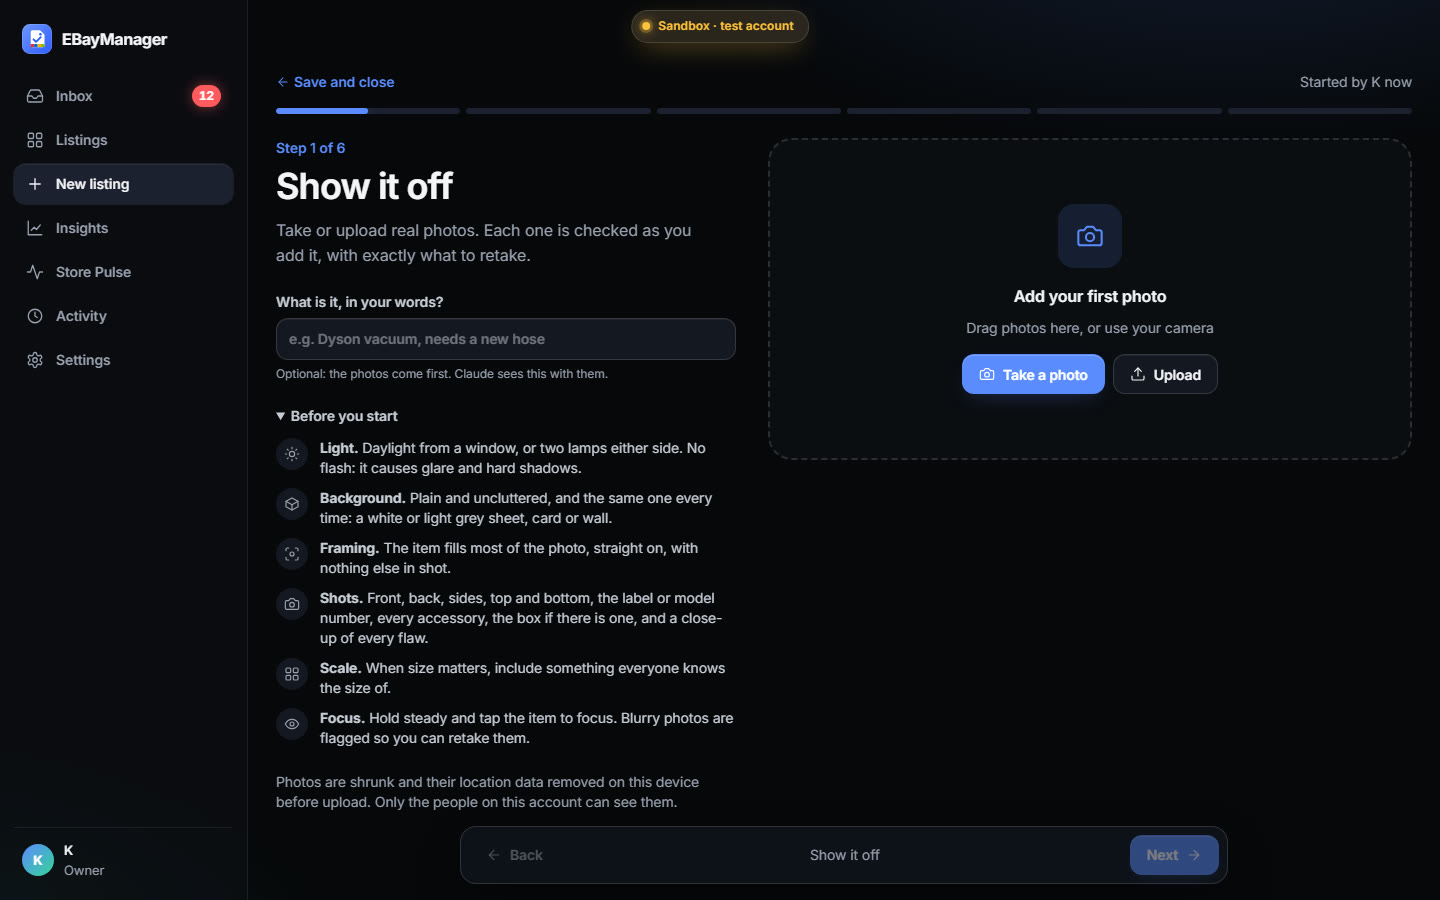 EBayManager
Sandbox · test account
Inbox
12
Listings
New listing
Insights
Store Pulse
Activity
Settings
K
K
Owner
Save and close
Started by K now
Step 1 of 6
Show it off
Take or upload real photos. Each one is checked as you
add it, with exactly what to retake.
What is it, in your words?
e.g. Dyson vacuum, needs a new hose
Optional: the photos come first. Claude sees this with them.
Before you start
Light. Daylight from a window, or two lamps either side. No
flash: it causes glare and hard shadows.
Background. Plain and uncluttered, and the same one every
time: a white or light grey sheet, card or wall.
Framing. The item fills most of the photo, straight on, with
nothing else in shot.
Shots. Front, back, sides, top and bottom, the label or model
number, every accessory, the box if there is one, and a close-
up of every flaw.
Scale. When size matters, include something everyone knows
the size of.
Focus. Hold steady and tap the item to focus. Blurry photos are
flagged so you can retake them.
Photos are shrunk and their location data removed on this device
before upload. Only the people on this account can see them.
Add your first photo
Drag photos here, or use your camera
Take a photo
Upload
Back
Show it off
Next